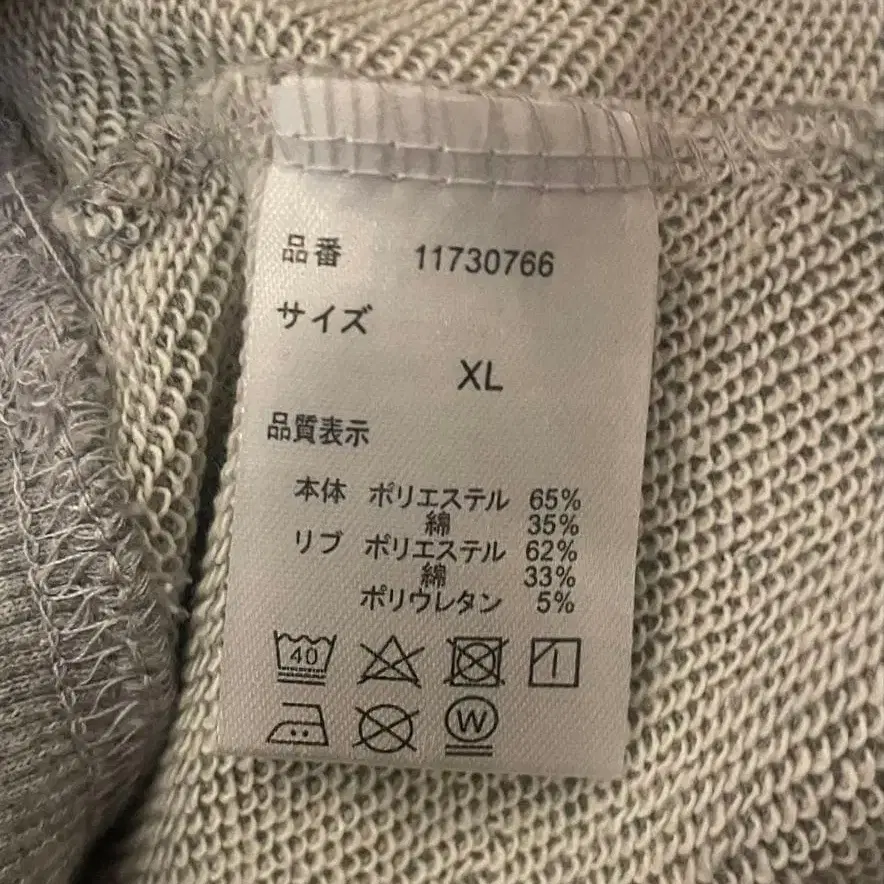 品番 11730766
サイズ
XL
品質表示
本体 ポリエステル 65%
綿 35%
リブ ポリエステル 62%
綿 33%
ポリウレタン 5%
40
W